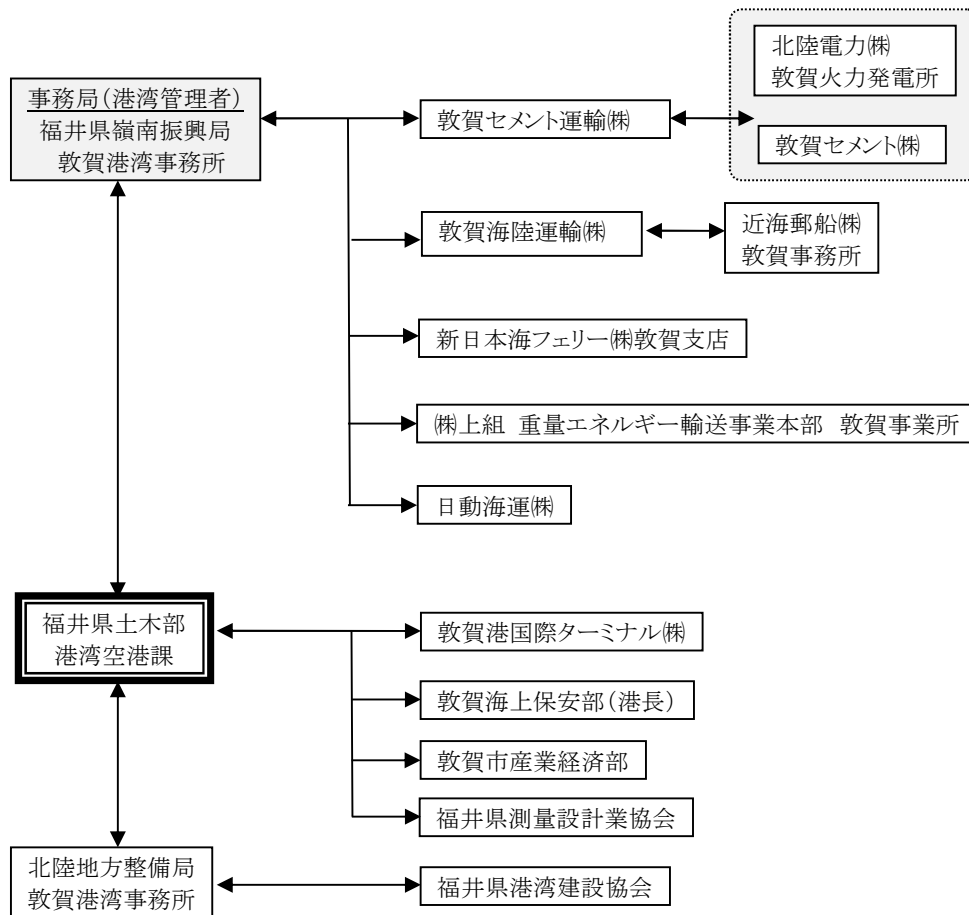 北陸電力㈱
敦賀火力発電所
事務局(港湾管理者)
福井県嶺南振興局
敦賀港湾事務所
敦賀セメント運輸㈱
敦賀セメント㈱
敦賀海陸運輸㈱
近海郵船㈱
敦賀事務所
新日本海フェリー㈱敦賀支店
㈱上組 重量エネルギー輸送事業本部 敦賀事業所
日動海運㈱
福井県土木部
港湾空港課
敦賀港国際ターミナル㈱
敦賀海上保安部(港長)
敦賀市産業経済部
福井県測量設計業協会
北陸地方整備局
敦賀港湾事務所
福井県港湾建設協会